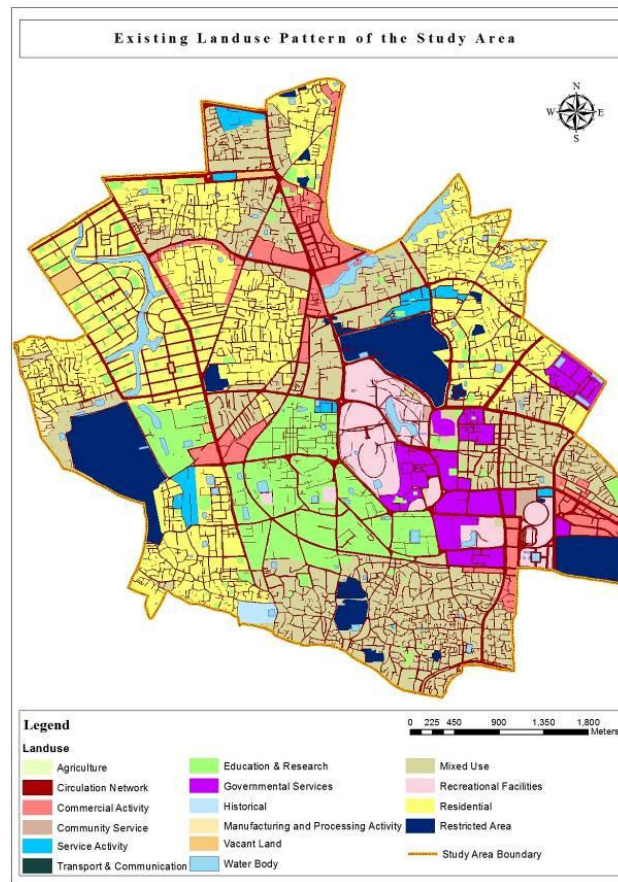 Existing Landuse Pattern of the Study Area
N
W E
S
Legend
Landuse
Agriculture
Circulation Network
Commercial Activity
Community Service
Service Activity
Transport & Communication
Education & Research
Governmental Services
Historical
Manufacturing and Processing Activity
Vacant Land
Water Body
0 225 450 900 1,350 1,800
Meters
Mixed Use
Recreational Facilities
Residential
Restricted Area
Study Area Boundary